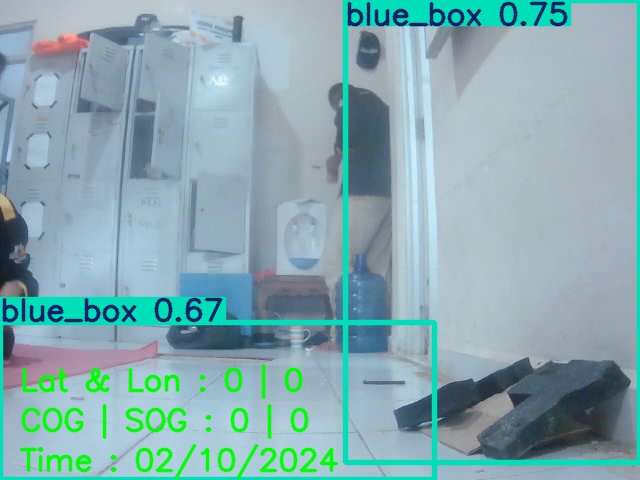 blue_box 0.75
blue_box 0.67
Lat & Lon : 0 | 0
COG | SOG : 0 | 0
Time : 02/10/2024